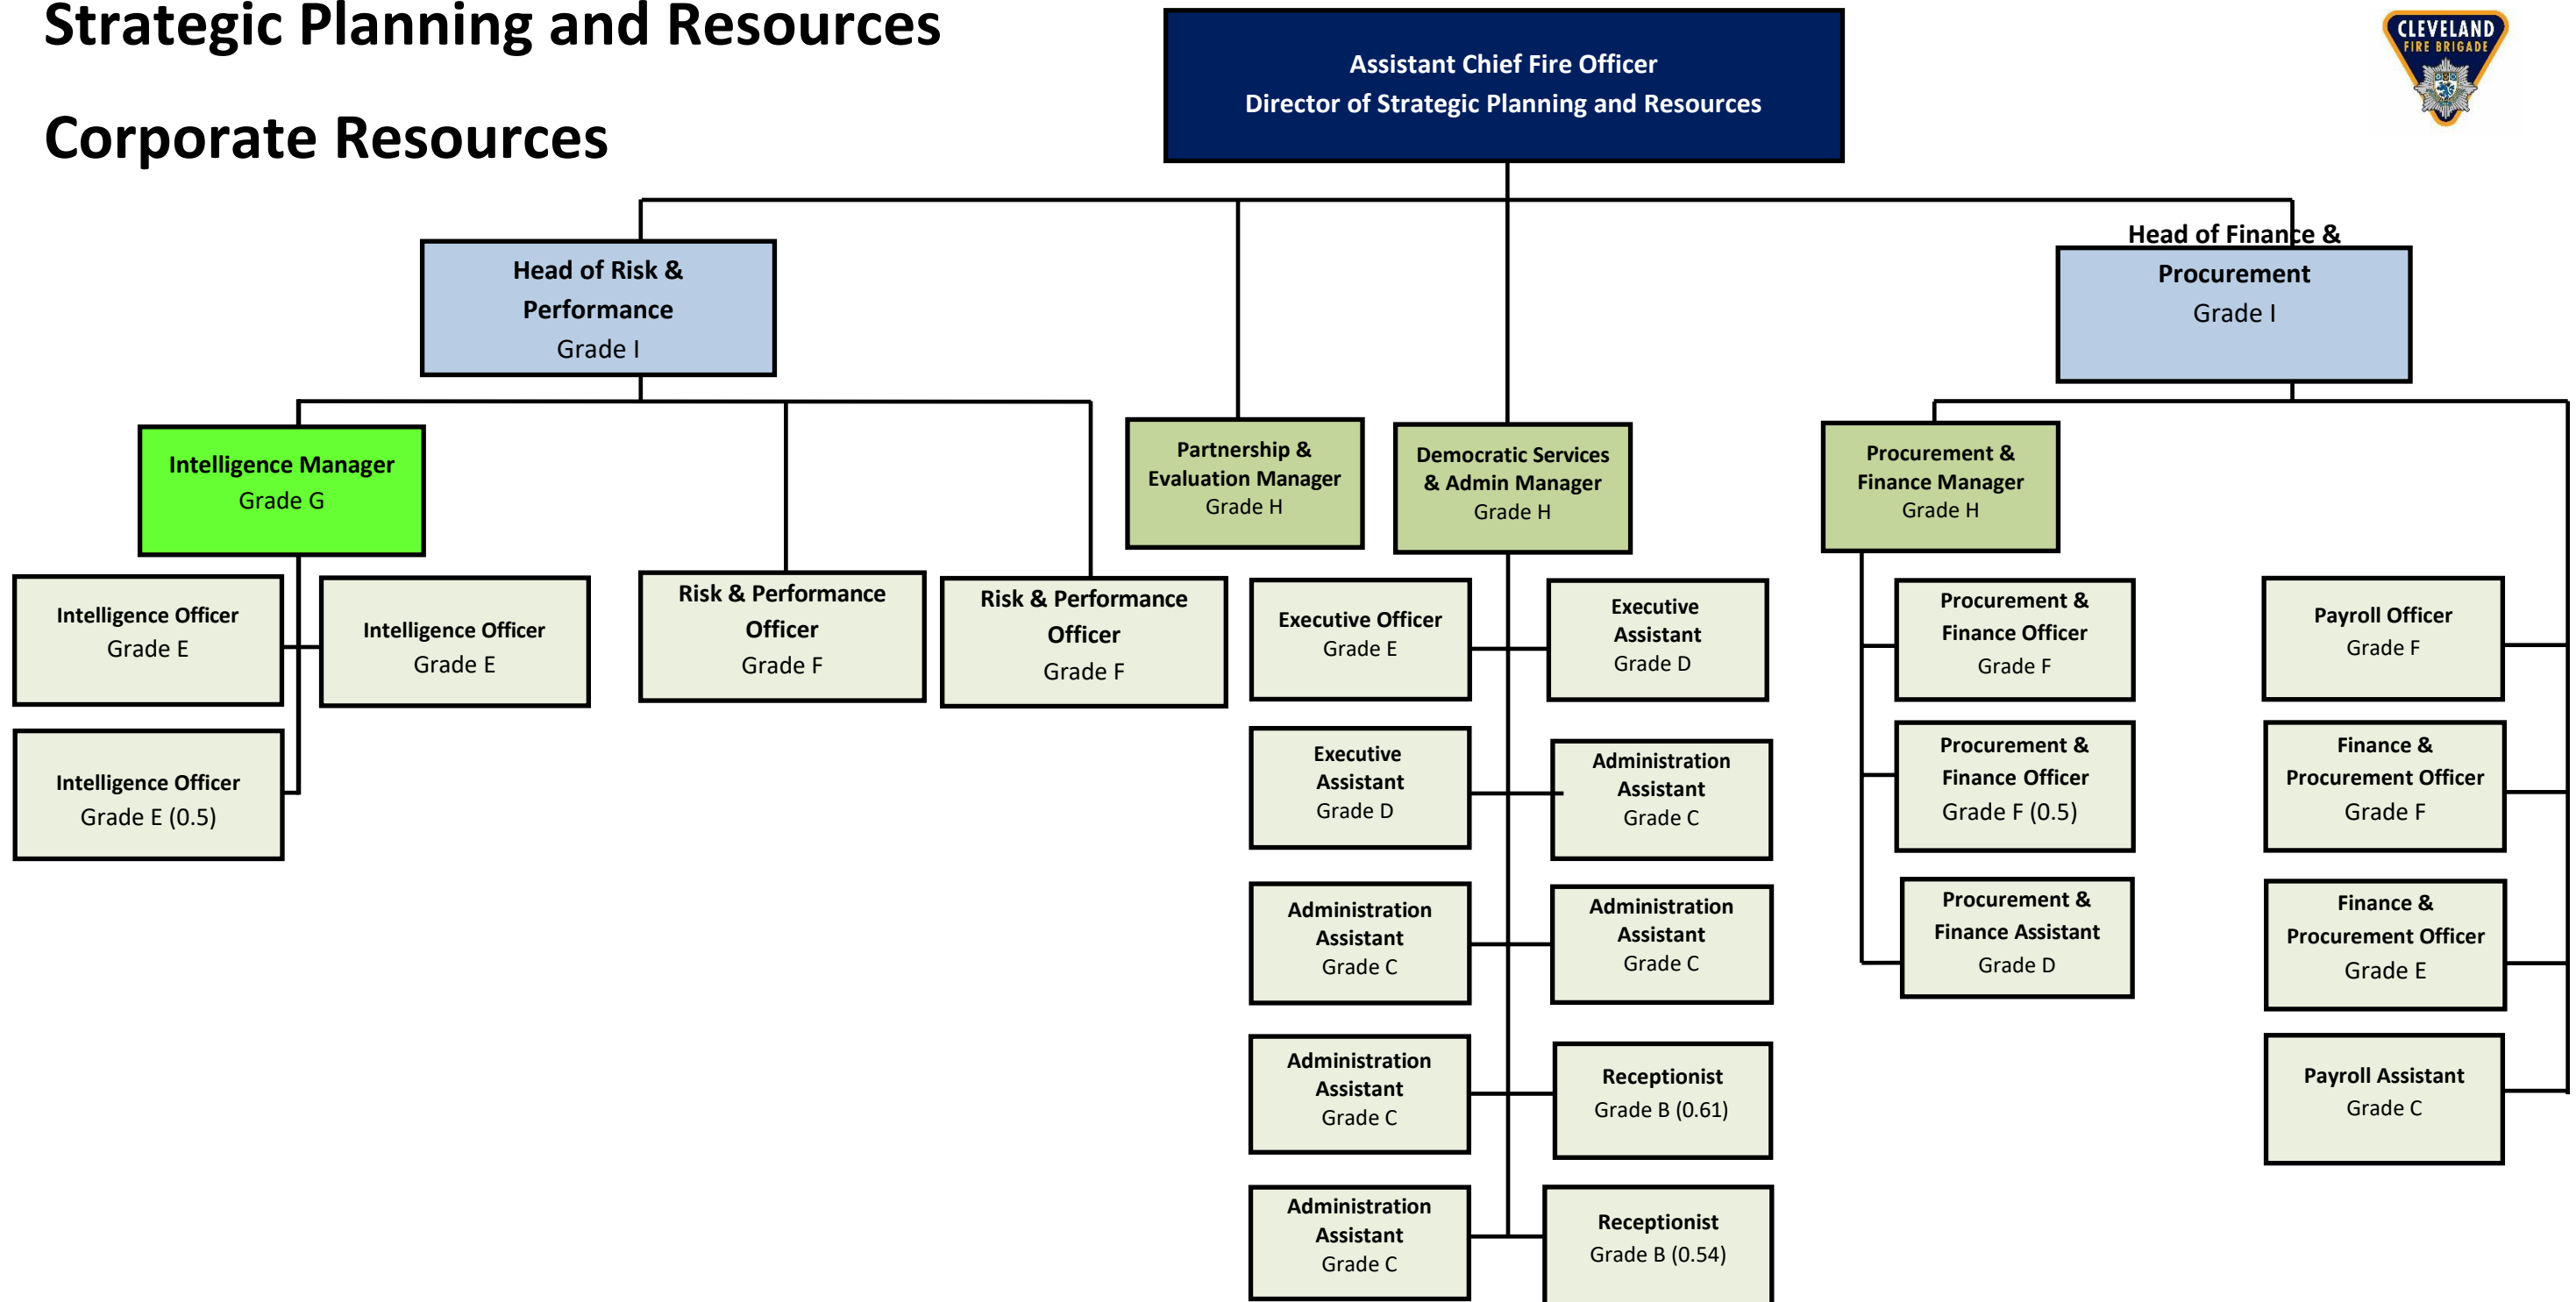 Strategic Planning and Resources
Corporate Resources
Assistant Chief Fire Officer
Director of Strategic Planning and Resources
CLEVELAND
FIRE BRIGADE
Head of Risk &
Performance
Grade I
Head of Finance &
Procurement
Grade I
Intelligence Manager
Grade G
Partnership &
Evaluation Manager
Grade H
Democratic Services
& Admin Manager
Grade H
Procurement &
Finance Manager
Grade H
Intelligence Officer
Grade E
Intelligence Officer
Grade E
Risk & Performance
Officer
Grade F
Risk & Performance
Officer
Grade F
Executive Officer
Grade E
Executive
Assistant
Grade D
Procurement &
Finance Officer
Grade F
Payroll Officer
Grade F
Intelligence Officer
Grade E (0.5)
Executive
Assistant
Grade D
Administration
Assistant
Grade C
Procurement &
Finance Officer
Grade F (0.5)
Finance &
Procurement Officer
Grade F
Administration
Assistant
Grade C
Administration
Assistant
Grade C
Procurement &
Finance Assistant
Grade D
Finance &
Procurement Officer
Grade E
Administration
Assistant
Grade C
Receptionist
Grade B (0.61)
Payroll Assistant
Grade C
Administration
Assistant
Grade C
Receptionist
Grade B (0.54)